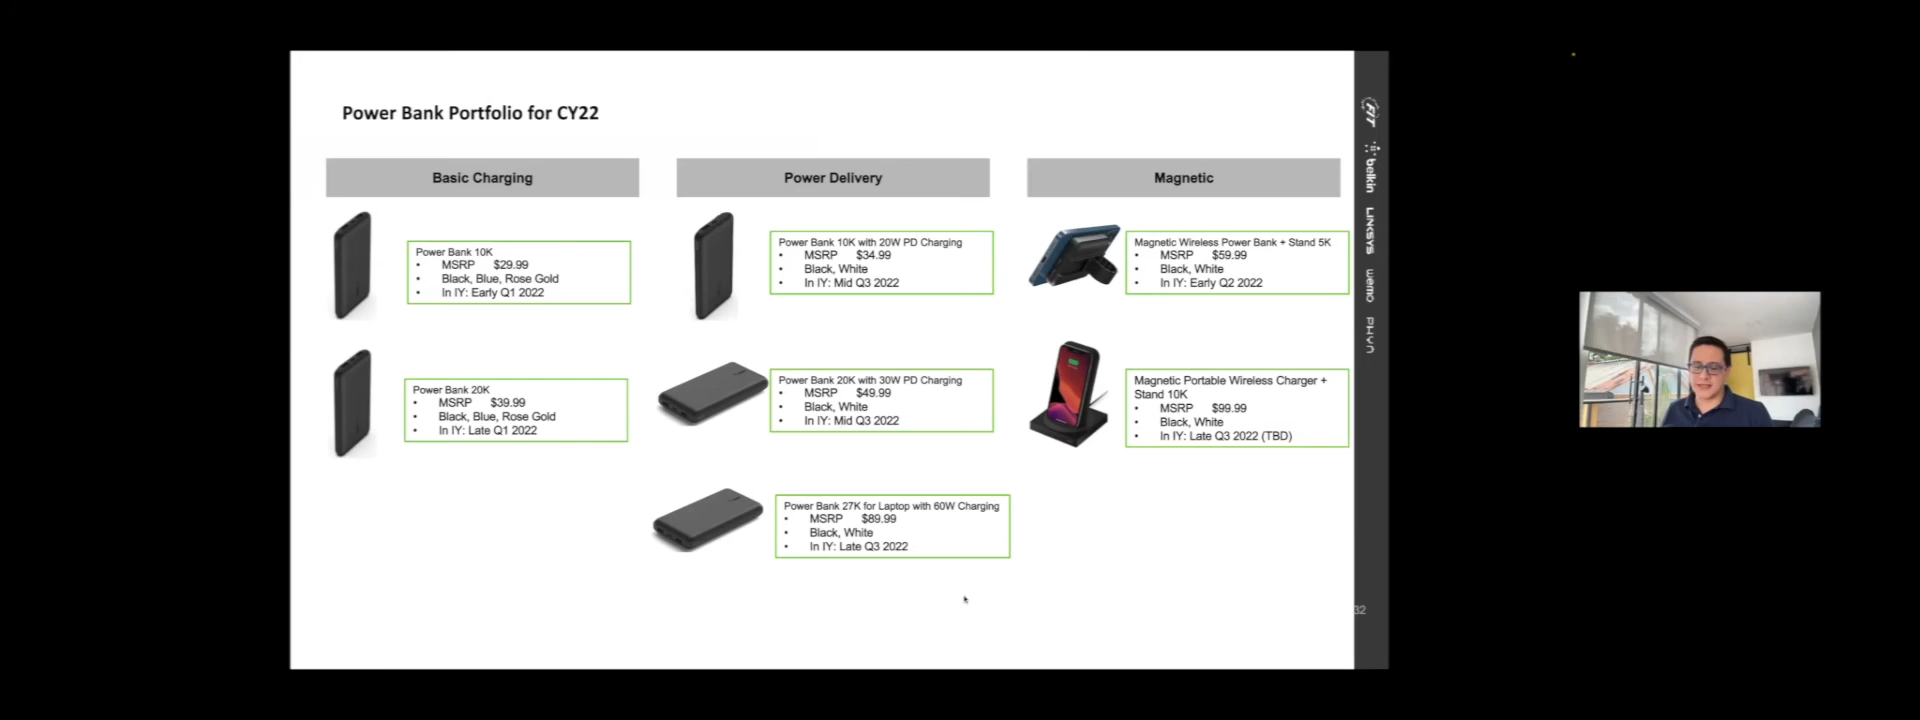 Power Bank Portfolio for CY22
Basic Charging
Power Bank 10K
• MSRP $29.99
• Black, Blue, Rose Gold
• In IY: Early Q1 2022
Power Bank 20K
• MSRP $39.99
• Black, Blue, Rose Gold
• In IY: Late Q1 2022
Power Delivery
Power Bank 10K with 20W PD Charging
• MSRP $34.99
• Black, White
• In IY: Mid Q3 2022
Power Bank 20K with 30W PD Charging
• MSRP $49.99
• Black, White
• In IY: Mid Q3 2022
Power Bank 27K for Laptop with 60W Charging
• MSRP $89.99
• Black, White
• In IY: Late Q3 2022
Magnetic
Magnetic Wireless Power Bank + Stand 5K
• MSRP $59.99
• Black, White
• In IY: Early Q2 2022
Magnetic Portable Wireless Charger +
Stand 10K
• MSRP $99.99
• Black, White
• In IY: Late Q3 2022 (TBD)
FIT
belkin
LINKSYS
wemo
PHYN
32